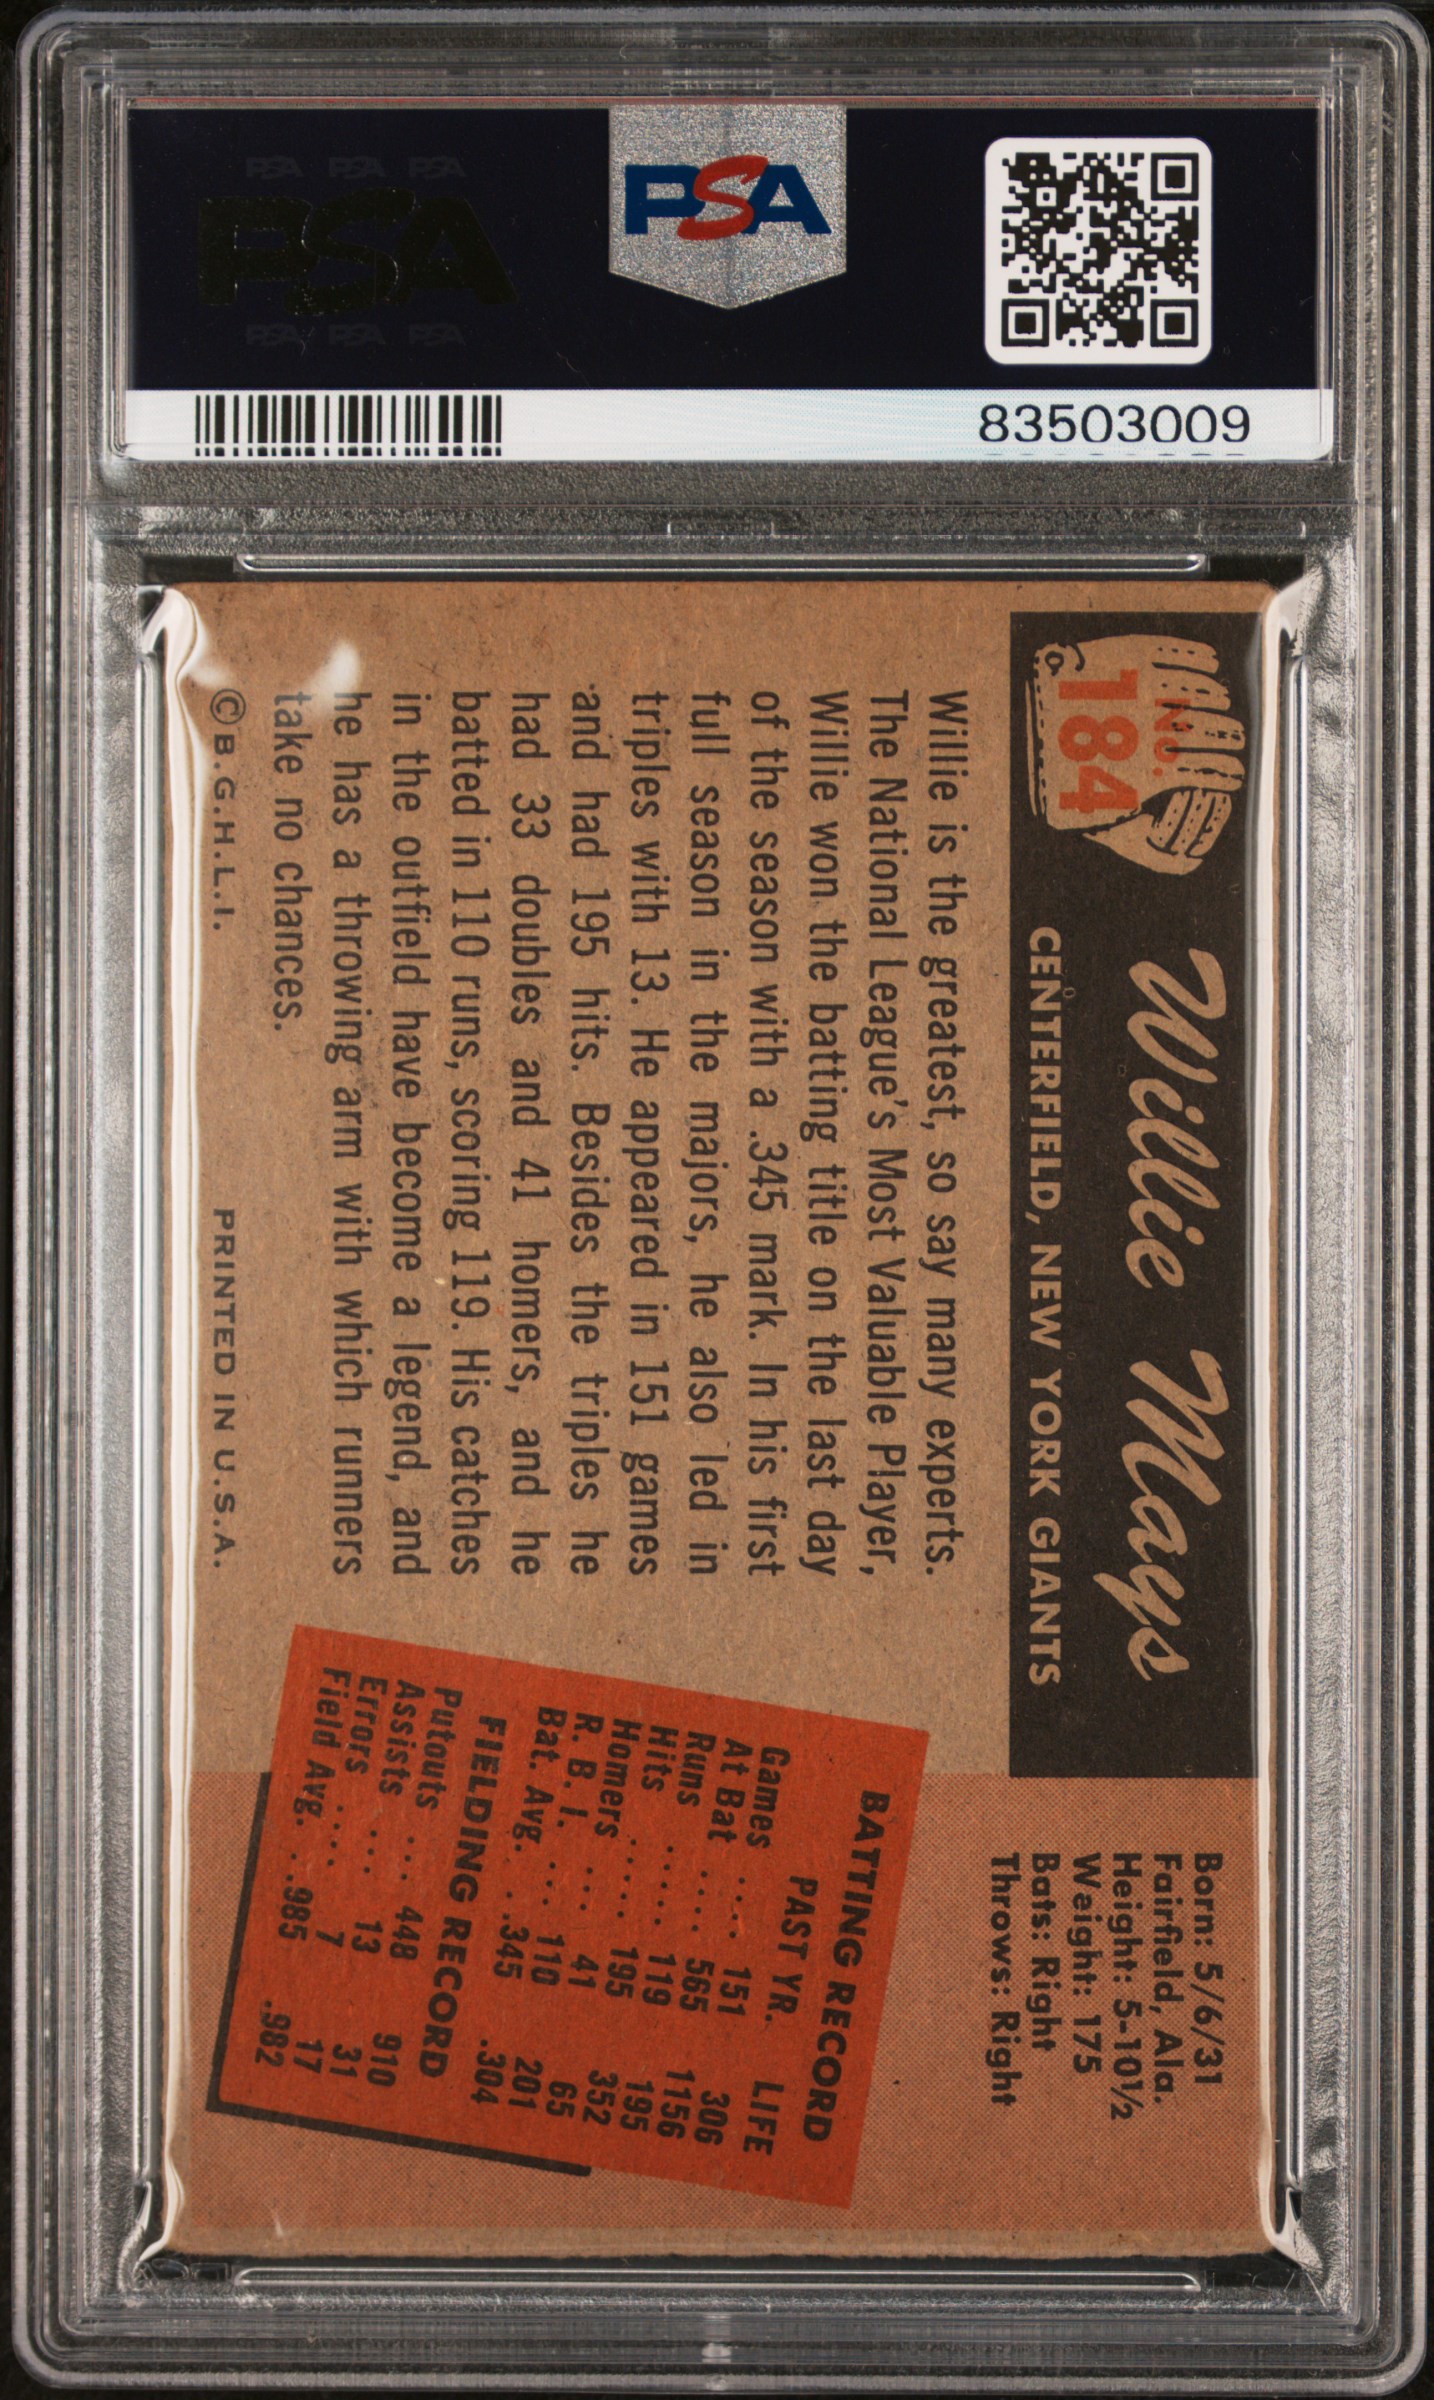 PSA PSA PSA
PSA
PSA PSA PSA
PSA
83503009
No.
184
Willie Mays
CENTERFIELD, NEW YORK GIANTS
Born: 5/6/31
Fairfield, Ala.
Height: 5-10½
Weight: 175
Bats: Right
Throws: Right
Willie is the greatest, so say many experts.
The National League's Most Valuable Player,
Willie won the batting title on the last day
of the season with a .345 mark. In his first
full season in the majors, he also led in
triples with 13. He appeared in 151 games
and had 195 hits. Besides the triples he
had 33 doubles and 41 homers, and he
batted in 110 runs, scoring 119. His catches
in the outfield have become a legend, and
he has a throwing arm with which runners
take no chances.
©B.G.H.L.I. PRINTED IN U.S.A.
BATTING RECORD
PAST YR. LIFE
Games .... 151 306
At Bat .... 565 1156
Runs ..... 119 195
Hits ..... 195 352
Homers ... 41 65
R. B. I. ... 110 201
Bat. Avg. . .345 .304
FIELDING RECORD
Putouts ... 448 910
Assists ... 13 31
Errors .... 7 17
Field Avg. . .985 .982